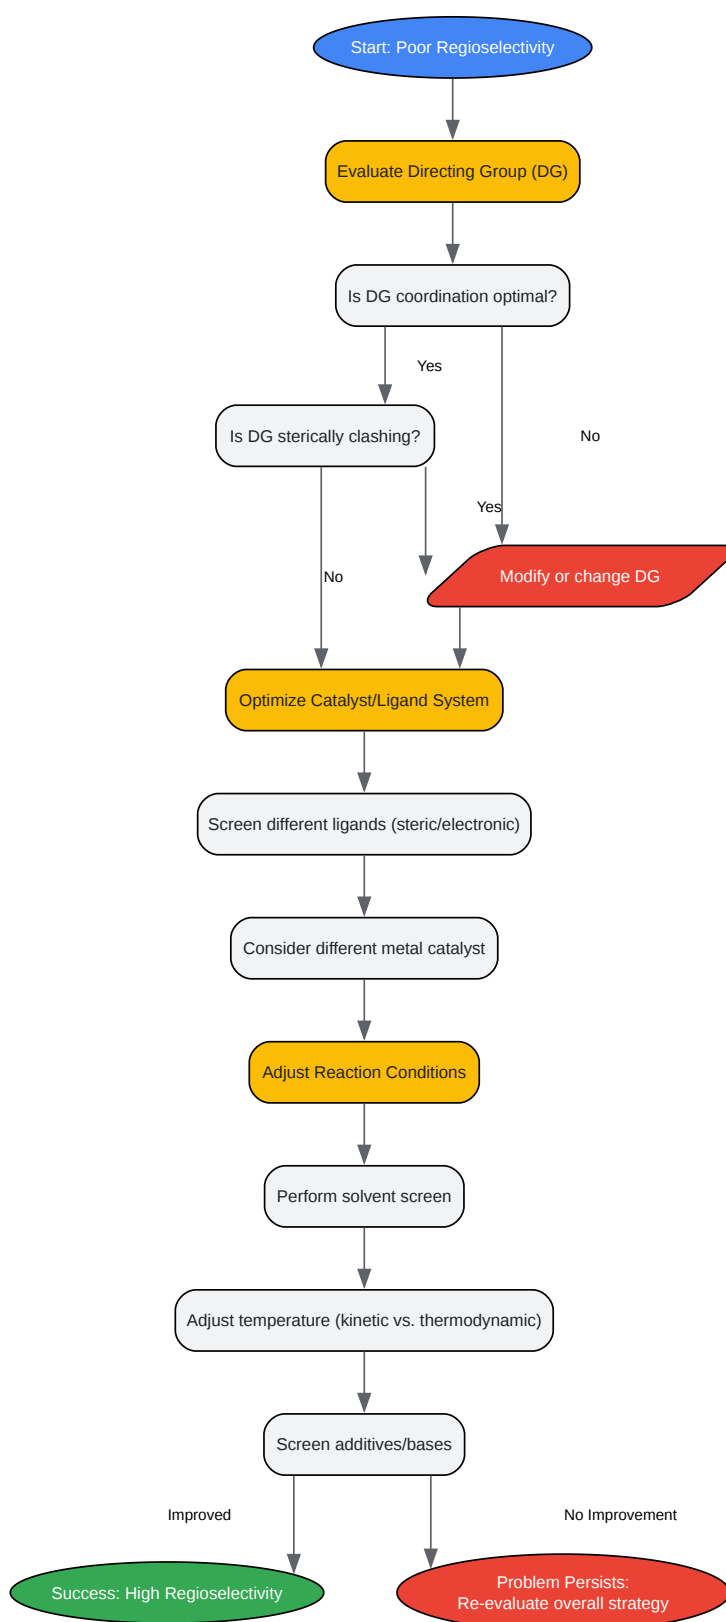 Start: Poor Regioselectivity
Evaluate Directing Group (DG)
Is DG coordination optimal?
Yes
Is DG sterically clashing?
No
Yes
No
Modify or change DG
Optimize Catalyst/Ligand System
Screen different ligands (steric/electronic)
Consider different metal catalyst
Adjust Reaction Conditions
Perform solvent screen
Adjust temperature (kinetic vs. thermodynamic)
Screen additives/bases
Improved
No Improvement
Success: High Regioselectivity
Problem Persists:
Re-evaluate overall strategy